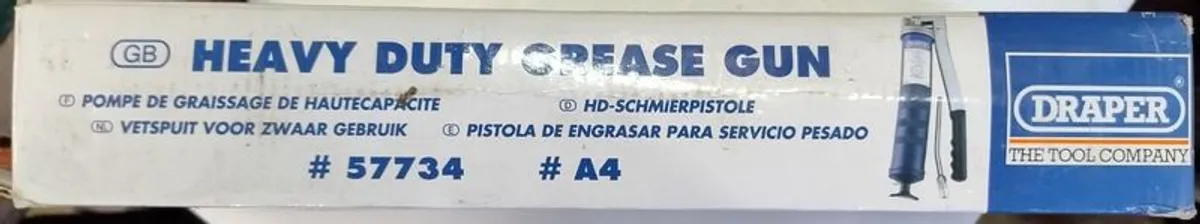 GB HEAVY DUTY GREASE GUN
F POMPE DE GRAISSAGE DE HAUTECAPACITE
D HD-SCHMIERPISTOLE
NL VETSPUIT VOOR ZWAAR GEBRUIK
E PISTOLA DE ENGRASAR PARA SERVICIO PESADO
# 57734 # A4
DRAPER
THE TOOL COMPANY